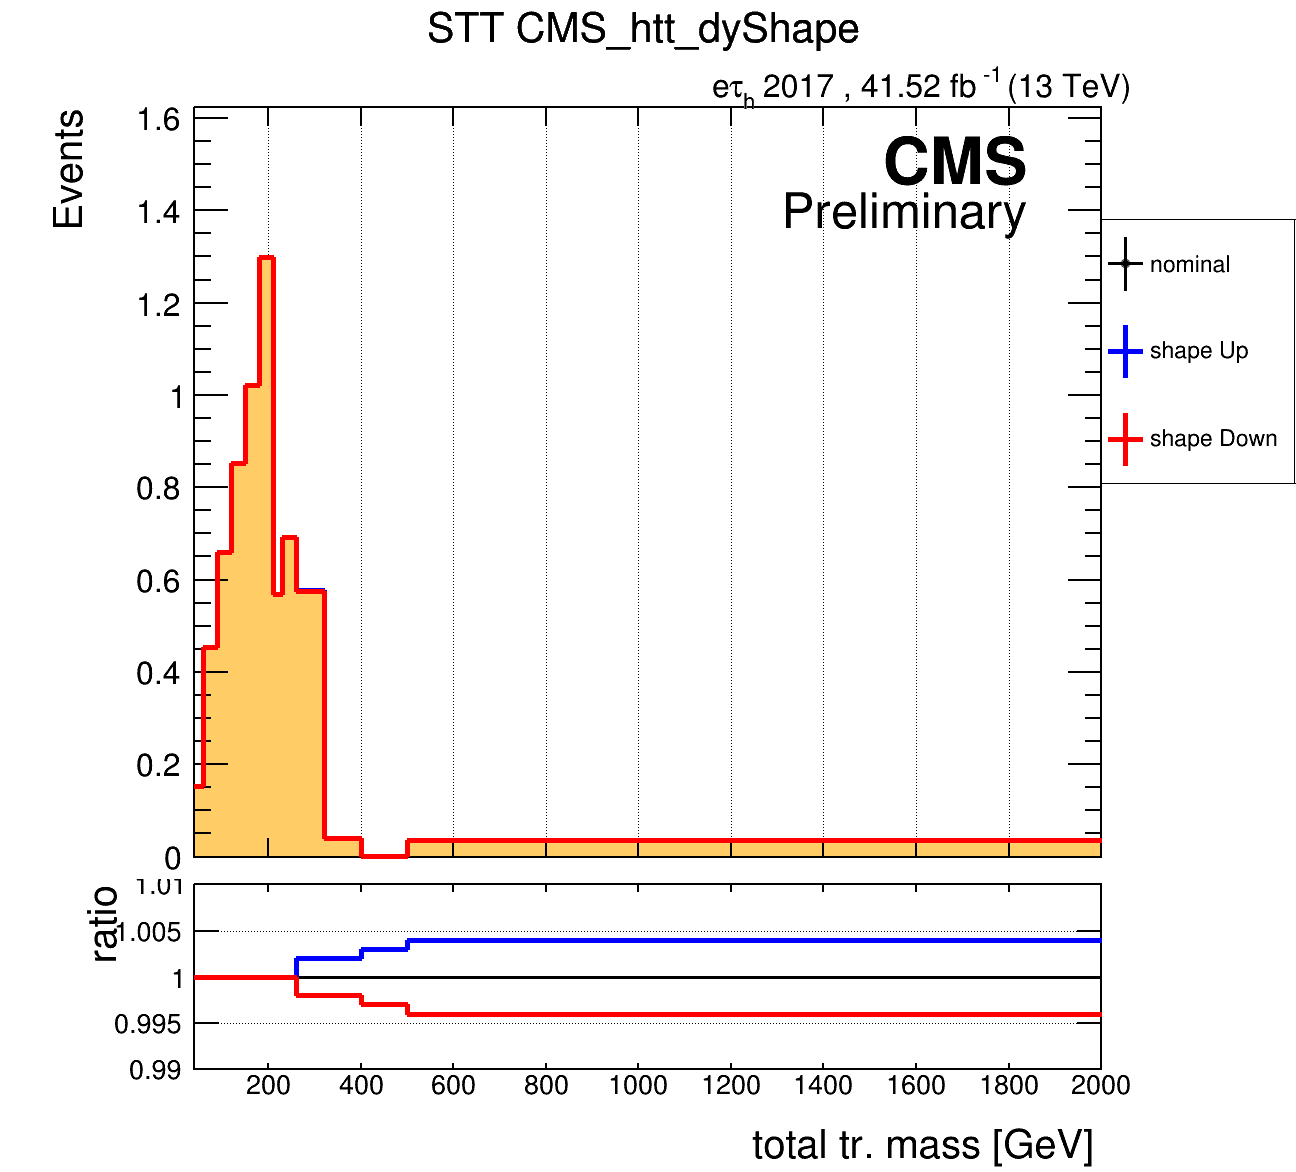 STT CMS_htt_dyShape
eτh 2017 , 41.52 fb -1 (13 TeV)
Events
1.6
1.4
1.2
1
0.8
0.6
0.4
0.2
0
CMS
Preliminary
nominal
shape Up
shape Down
ratio
1.01
1.005
1
0.995
0.99
200 400 600 800 1000 1200 1400 1600 1800 2000
total tr. mass [GeV]